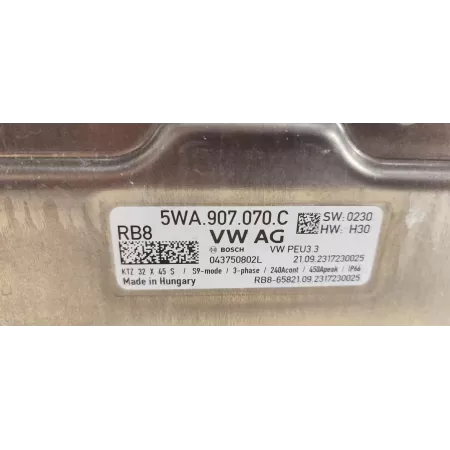 5WA.907.070.C
RB8 VW AG SW: 0230 HW: H30
BOSCH VW PEU3.3
043750802L 21.09.2317230025
KTZ 32 X 45 S / S9-mode / 3-phase / 240Acont / 450Apeak / IP66
Made in Hungary RB8-65821.09.2317230025